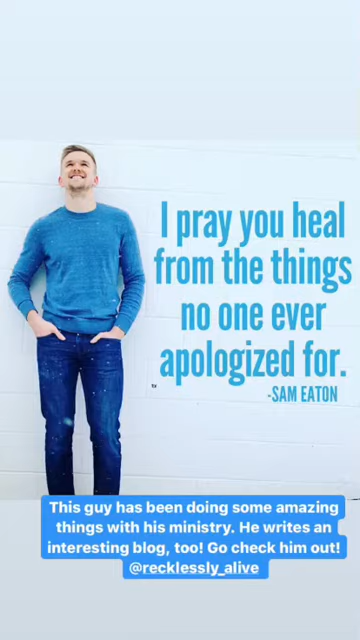 I pray you heal
from the things
no one ever
apologized for.
-SAM EATON
This guy has been doing some amazing
things with his ministry. He writes an
interesting blog, too! Go check him out!
@recklessly_alive